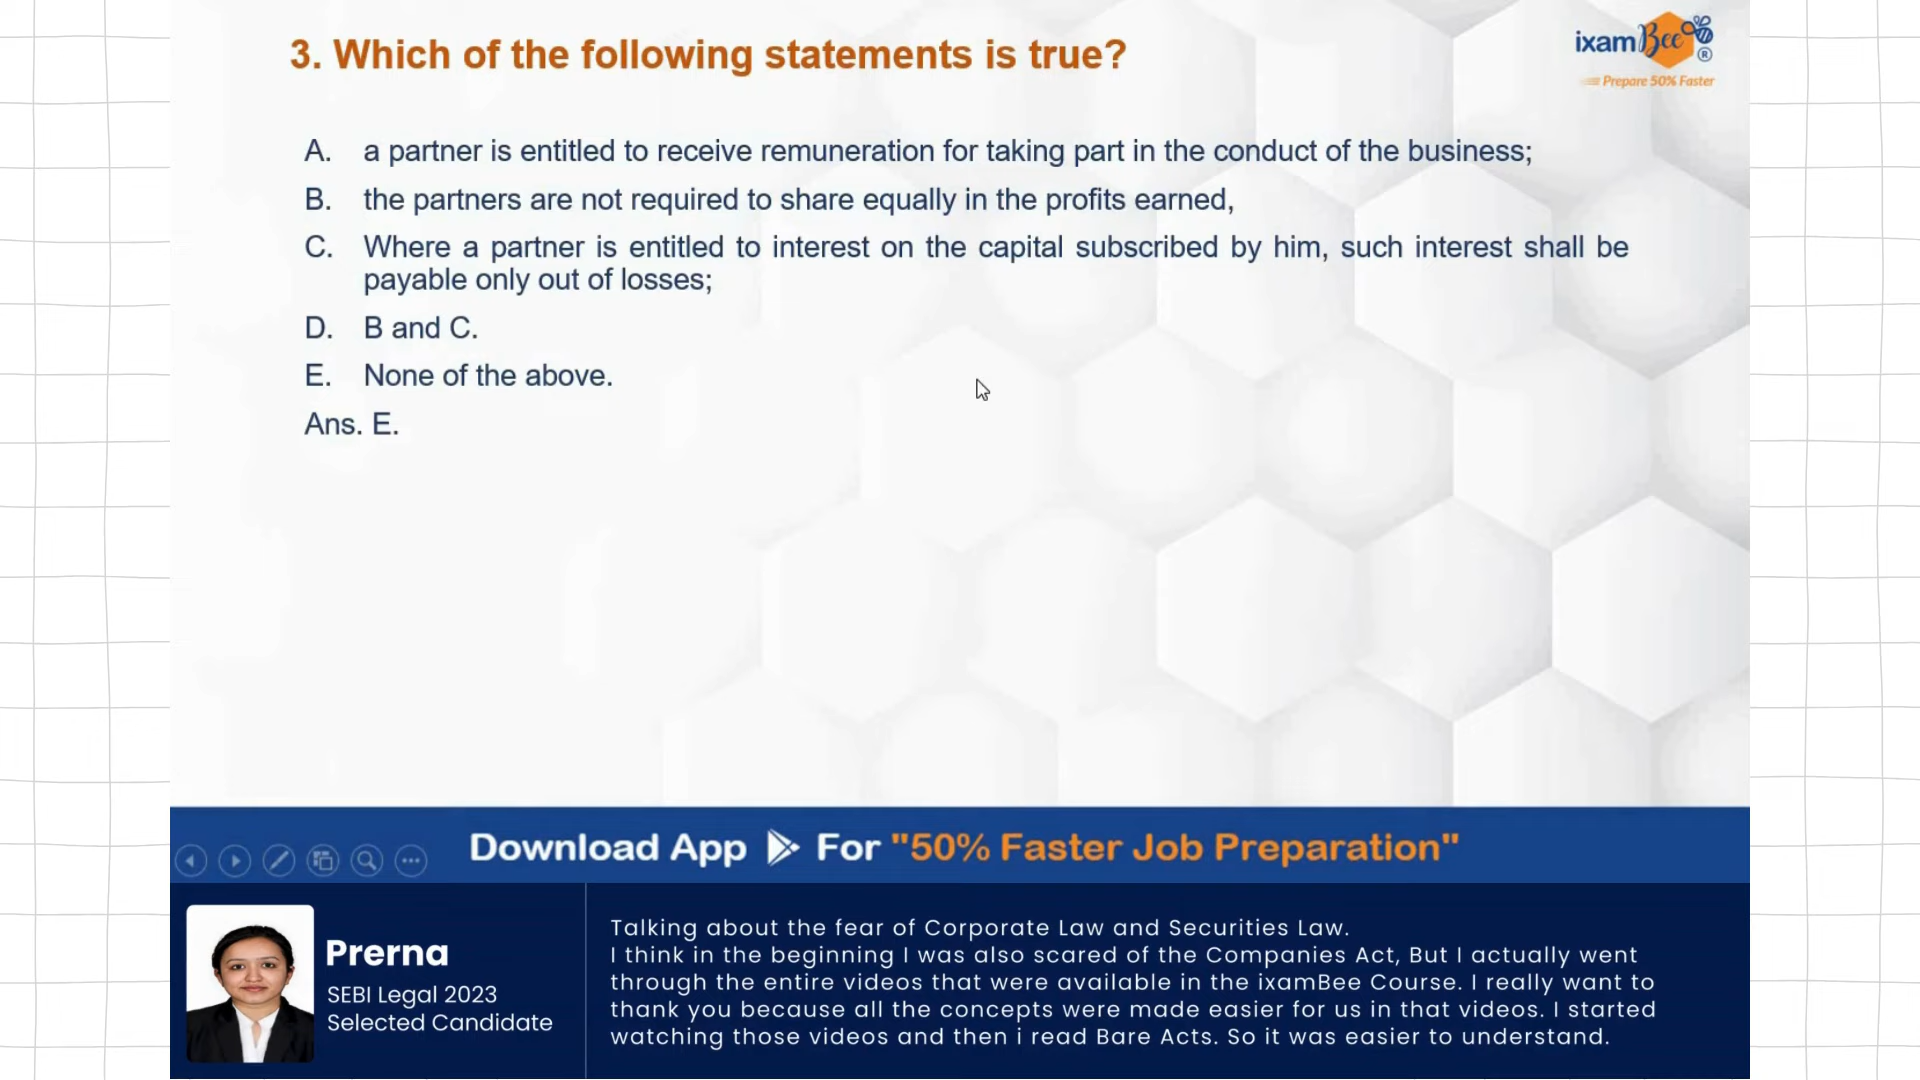 3. Which of the following statements is true?
ixamBee
®
Prepare 50% Faster
A. a partner is entitled to receive remuneration for taking part in the conduct of the business;
B. the partners are not required to share equally in the profits earned,
C. Where a partner is entitled to interest on the capital subscribed by him, such interest shall be
payable only out of losses;
D. B and C.
E. None of the above.
Ans. E.
Download App For "50% Faster Job Preparation"
Prerna
SEBI Legal 2023
Selected Candidate
Talking about the fear of Corporate Law and Securities Law.
I think in the beginning I was also scared of the Companies Act, But I actually went
through the entire videos that were available in the ixamBee Course. I really want to
thank you because all the concepts were made easier for us in that videos. I started
watching those videos and then i read Bare Acts. So it was easier to understand.